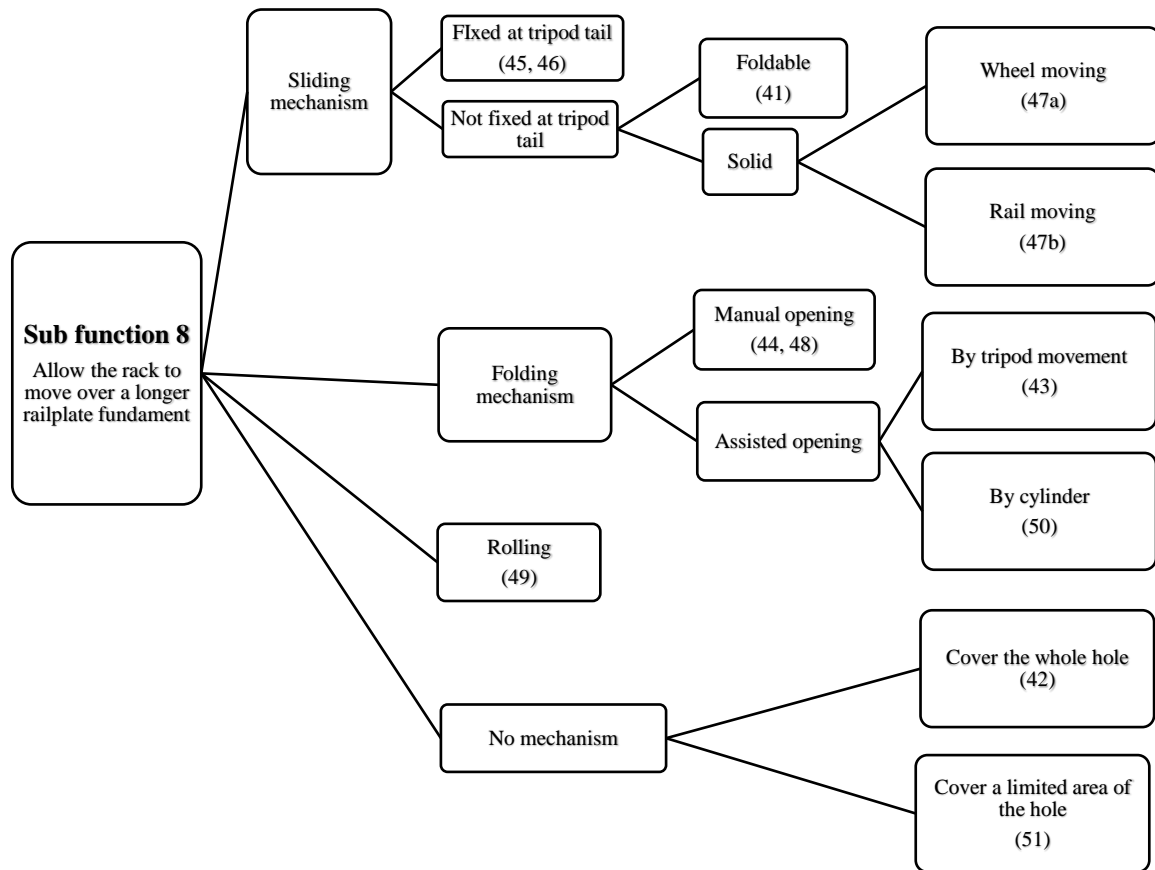 Sub function 8
Allow the rack to
move over a longer
railplate fundament
Sliding
mechanism
FIxed at tripod tail
(45, 46)
Not fixed at tripod
tail
Foldable
(41)
Solid
Wheel moving
(47a)
Rail moving
(47b)
Folding
mechanism
Manual opening
(44, 48)
Assisted opening
By tripod movement
(43)
By cylinder
(50)
Rolling
(49)
No mechanism
Cover the whole hole
(42)
Cover a limited area of
the hole
(51)